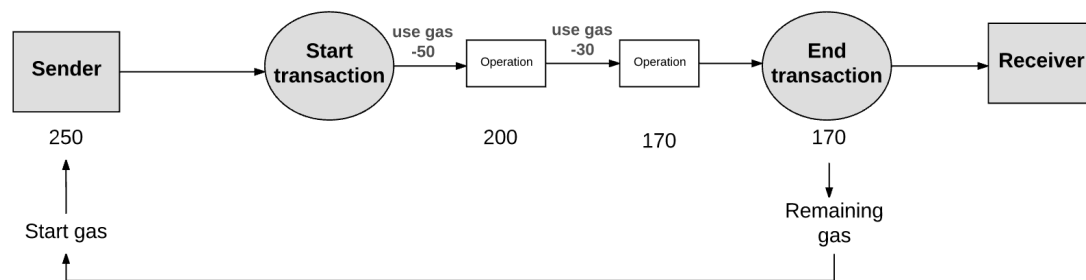 Sender
Start
transaction
use gas
-50
Operation
use gas
-30
Operation
End
transaction
Receiver
250
200
170
170
Start gas
Remaining
gas